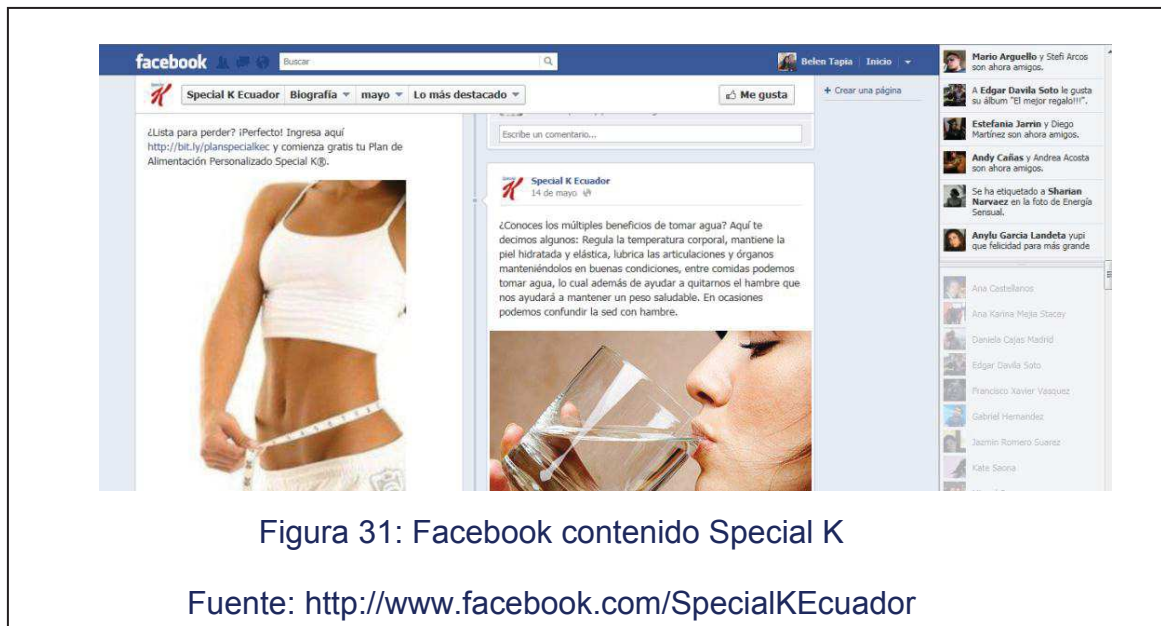 facebook
Buscar
Belen Tapia
Inicio
Special K Ecuador
Biografía
mayo
Lo más destacado
Me gusta
+ Crear una página
¿Lista para perder? ¡Perfecto! Ingresa aquí
http://bit.ly/planspecialkec y comienza gratis tu Plan de
Alimentación Personalizado Special K®.
Escribe un comentario...
Special K Ecuador
14 de mayo
¿Conoces los múltiples beneficios de tomar agua? Aquí te
decimos algunos: Regula la temperatura corporal, mantiene la
piel hidratada y elástica, lubrica las articulaciones y órganos
manteniéndolos en buenas condiciones, entre comidas podemos
tomar agua, lo cual además de ayudar a quitarnos el hambre que
nos ayudará a mantener un peso saludable. En ocasiones
podemos confundir la sed con hambre.
Mario Arguello y Stefi Arcos
son ahora amigos.
A Edgar Davila Soto le gusta
su álbum "El mejor regalo!!!".
Estefania Jarrin y Diego
Martínez son ahora amigos.
Andy Cañas y Andrea Acosta
son ahora amigos.
Se ha etiquetado a Sharian
Narvaez en la foto de Energía
Sensual.
Anylu Garcia Landeta yupi
que felicidad para más grande
Ana Castellanos
Ana Karina Mejia Stacey
Daniela Cajas Madrid
Edgar Davila Soto
Francisco Xavier Vasquez
Gabriel Hernandez
Jazmin Romero Suarez
Kate Saona
Figura 31: Facebook contenido Special K
Fuente: http://www.facebook.com/SpecialKEcuador